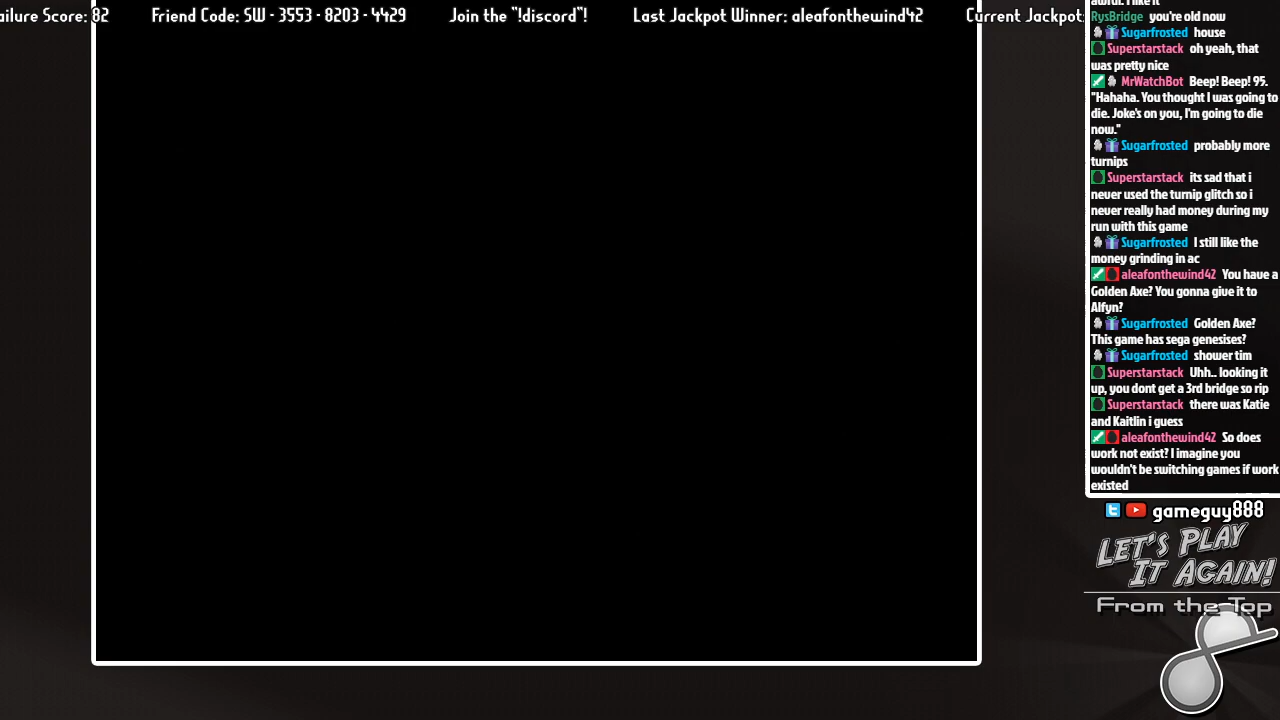 ailure Score: 82 Friend Code: SW - 3553 - 8203 - 4429 Join the "!discord"! Last Jackpot Winner: aleafonthewind42 Current Jackpot:
awful. I like it
RysBridge you're old now
Sugarfrosted house
Superstarstack oh yeah, that
was pretty nice
MrWatchBot Beep! Beep! 95.
"Hahaha. You thought I was going to
die. Joke's on you, I'm going to die
now."
Sugarfrosted probably more
turnips
Superstarstack its sad that i
never used the turnip glitch so i
never really had money during my
run with this game
Sugarfrosted I still like the
money grinding in ac
aleafonthewind42 You have a
Golden Axe? You gonna give it to
Alfyn?
Sugarfrosted Golden Axe?
This game has sega genesises?
Sugarfrosted shower tim
Superstarstack Uhh.. looking it
up, you dont get a 3rd bridge so rip
Superstarstack there was Katie
and Kaitlin i guess
aleafonthewind42 So does
work not exist? I imagine you
wouldn't be switching games if work
existed
gameguy888
LET'S PLAY
IT AGAIN!
From the Top